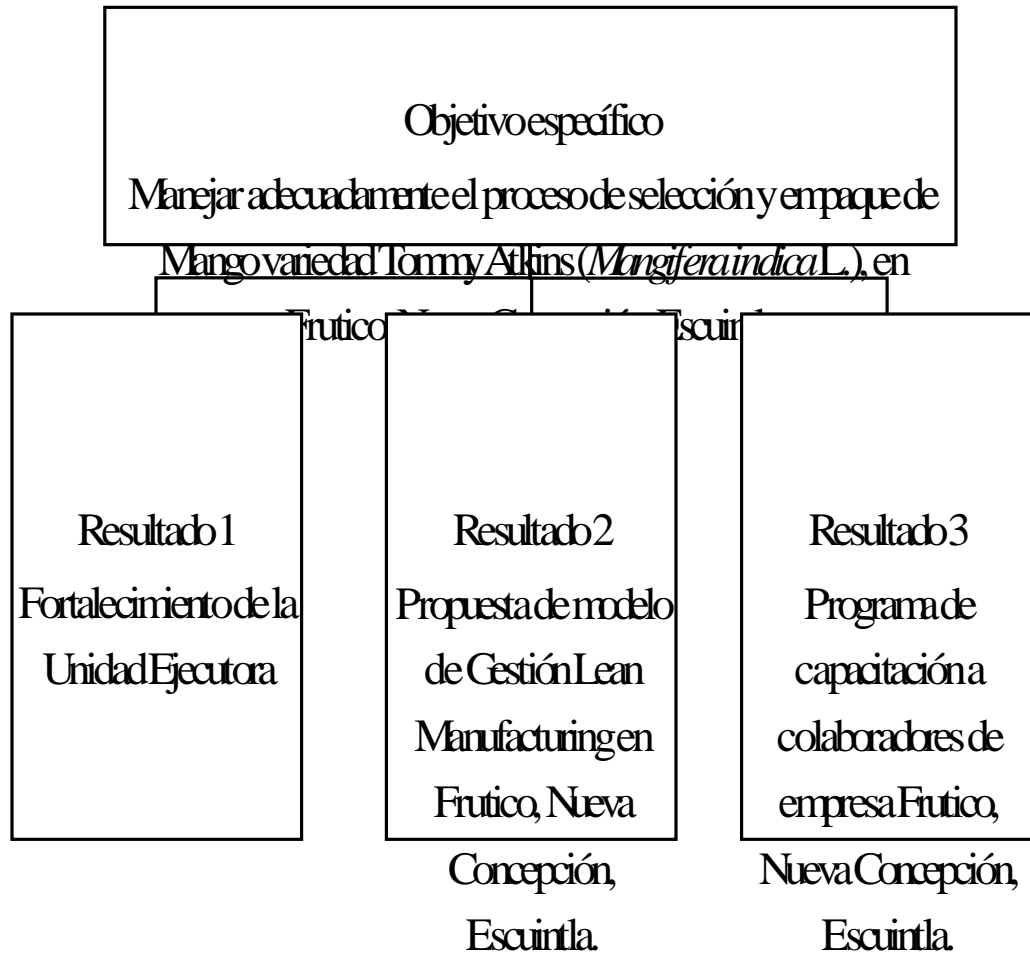 Objetivo específico
Manejar adecuadamente el proceso de selección y empaque de
Mango variedad Tommy Atkins (Mangifera indica L.), en
Frutico
Resultado 1
Fortalecimiento de la
Unidad Ejecutora
Resultado 2
Propuesta de modelo
de Gestión Lean
Manufacturing en
Frutico, Nueva
Concepción,
Escuintla.
Resultado 3
Programa de
capacitación a
colaboradores de
empresa Frutico,
Nueva Concepción,
Escuintla.